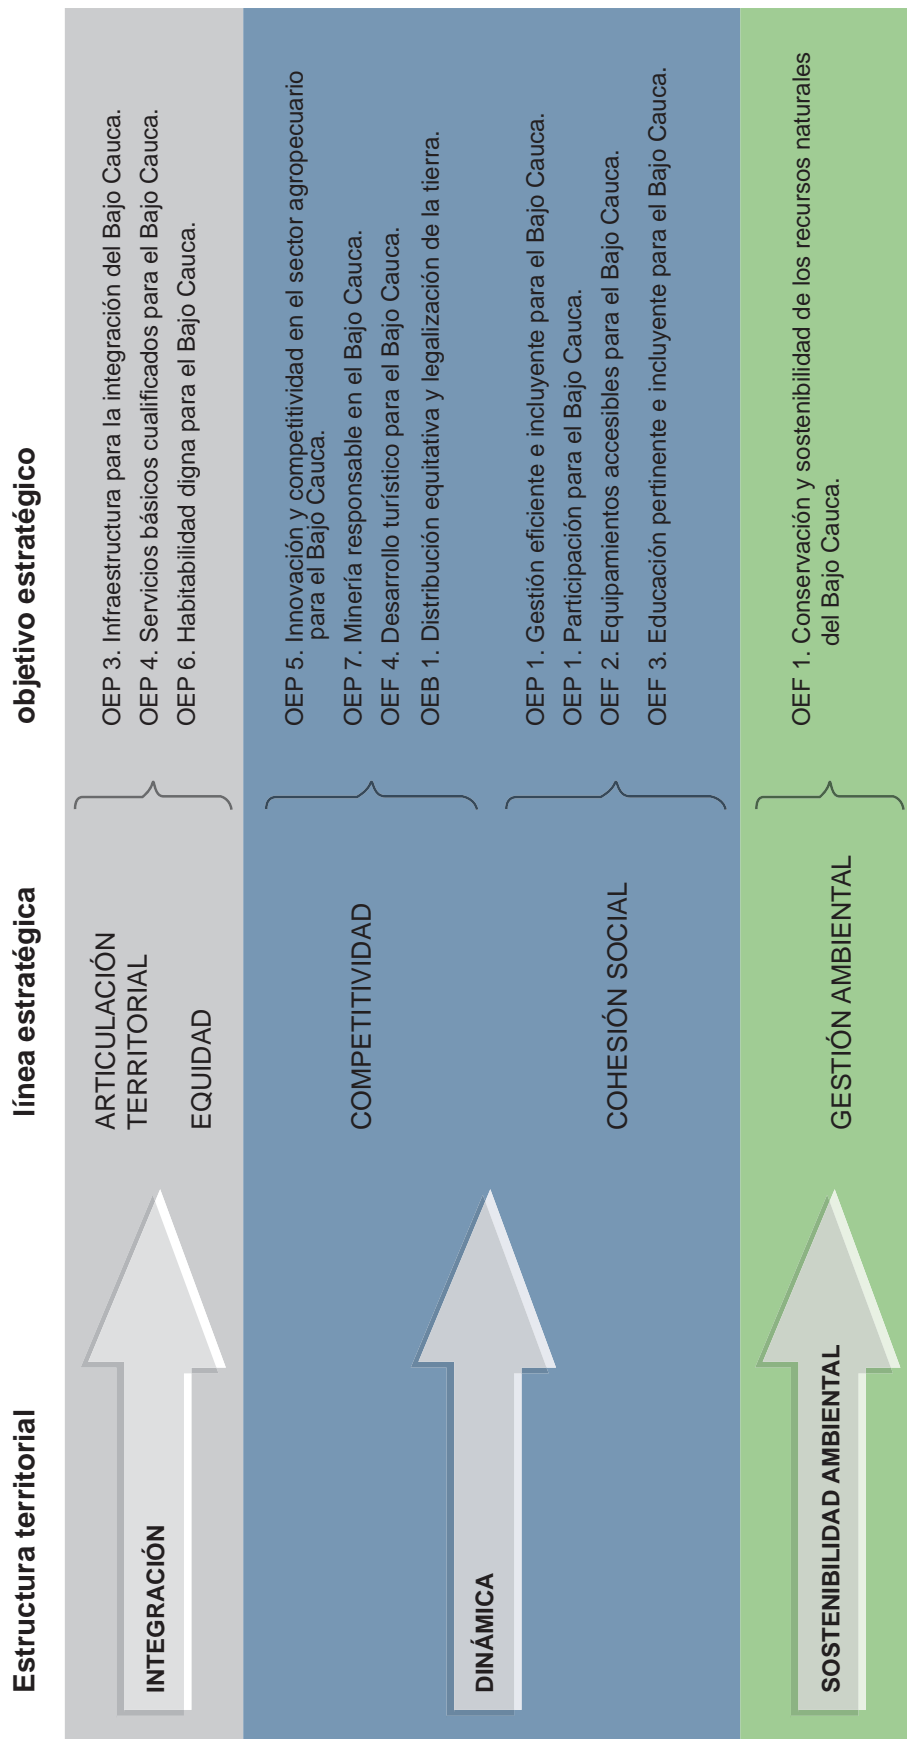 Estructura territorial
línea estratégica
objetivo estratégico
INTEGRACIÓN
ARTICULACIÓN
TERRITORIAL
EQUIDAD
OEP 3. Infraestructura para la integración del Bajo Cauca.
OEP 4. Servicios básicos cualificados para el Bajo Cauca.
OEP 6. Habitabilidad digna para el Bajo Cauca.
DINÁMICA
COMPETITIVIDAD
OEP 5. Innovación y competitividad en el sector agropecuario
para el Bajo Cauca.
OEP 7. Minería responsable en el Bajo Cauca.
OEF 4. Desarrollo turístico para el Bajo Cauca.
OEB 1. Distribución equitativa y legalización de la tierra.
COHESIÓN SOCIAL
OEP 1. Gestión eficiente e incluyente para el Bajo Cauca.
OEP 1. Participación para el Bajo Cauca.
OEF 2. Equipamientos accesibles para el Bajo Cauca.
OEF 3. Educación pertinente e incluyente para el Bajo Cauca.
SOSTENIBILIDAD AMBIENTAL
GESTIÓN AMBIENTAL
OEF 1. Conservación y sostenibilidad de los recursos naturales
del Bajo Cauca.